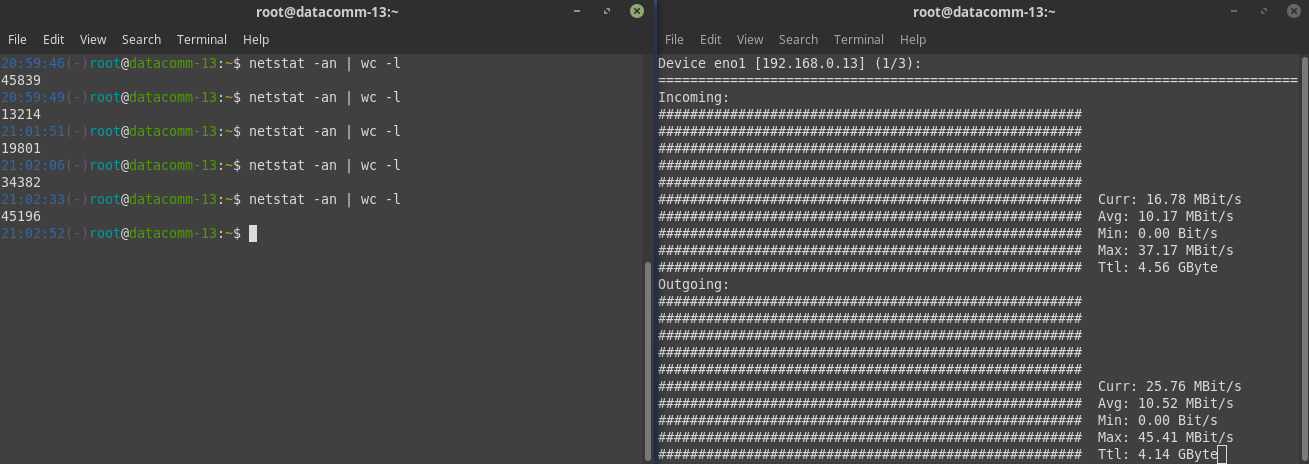 root@datacomm-13:~
File Edit View Search Terminal Help
20:59:46(-)root@datacomm-13:~$ netstat -an | wc -l
45839
20:59:49(-)root@datacomm-13:~$ netstat -an | wc -l
13214
21:01:51(-)root@datacomm-13:~$ netstat -an | wc -l
19801
21:02:06(-)root@datacomm-13:~$ netstat -an | wc -l
34382
21:02:33(-)root@datacomm-13:~$ netstat -an | wc -l
45196
21:02:52(-)root@datacomm-13:~$
root@datacomm-13:~
File Edit View Search Terminal Help
Device eno1 [192.168.0.13] (1/3):
================================================================================
Incoming:
#####################################################
#####################################################
#####################################################
#####################################################
#####################################################
##################################################### Curr: 16.78 MBit/s
##################################################### Avg: 10.17 MBit/s
##################################################### Min: 0.00 Bit/s
##################################################### Max: 37.17 MBit/s
##################################################### Ttl: 4.56 GByte
Outgoing:
#####################################################
#####################################################
#####################################################
#####################################################
#####################################################
##################################################### Curr: 25.76 MBit/s
##################################################### Avg: 10.52 MBit/s
##################################################### Min: 0.00 Bit/s
##################################################### Max: 45.41 MBit/s
##################################################### Ttl: 4.14 GByte